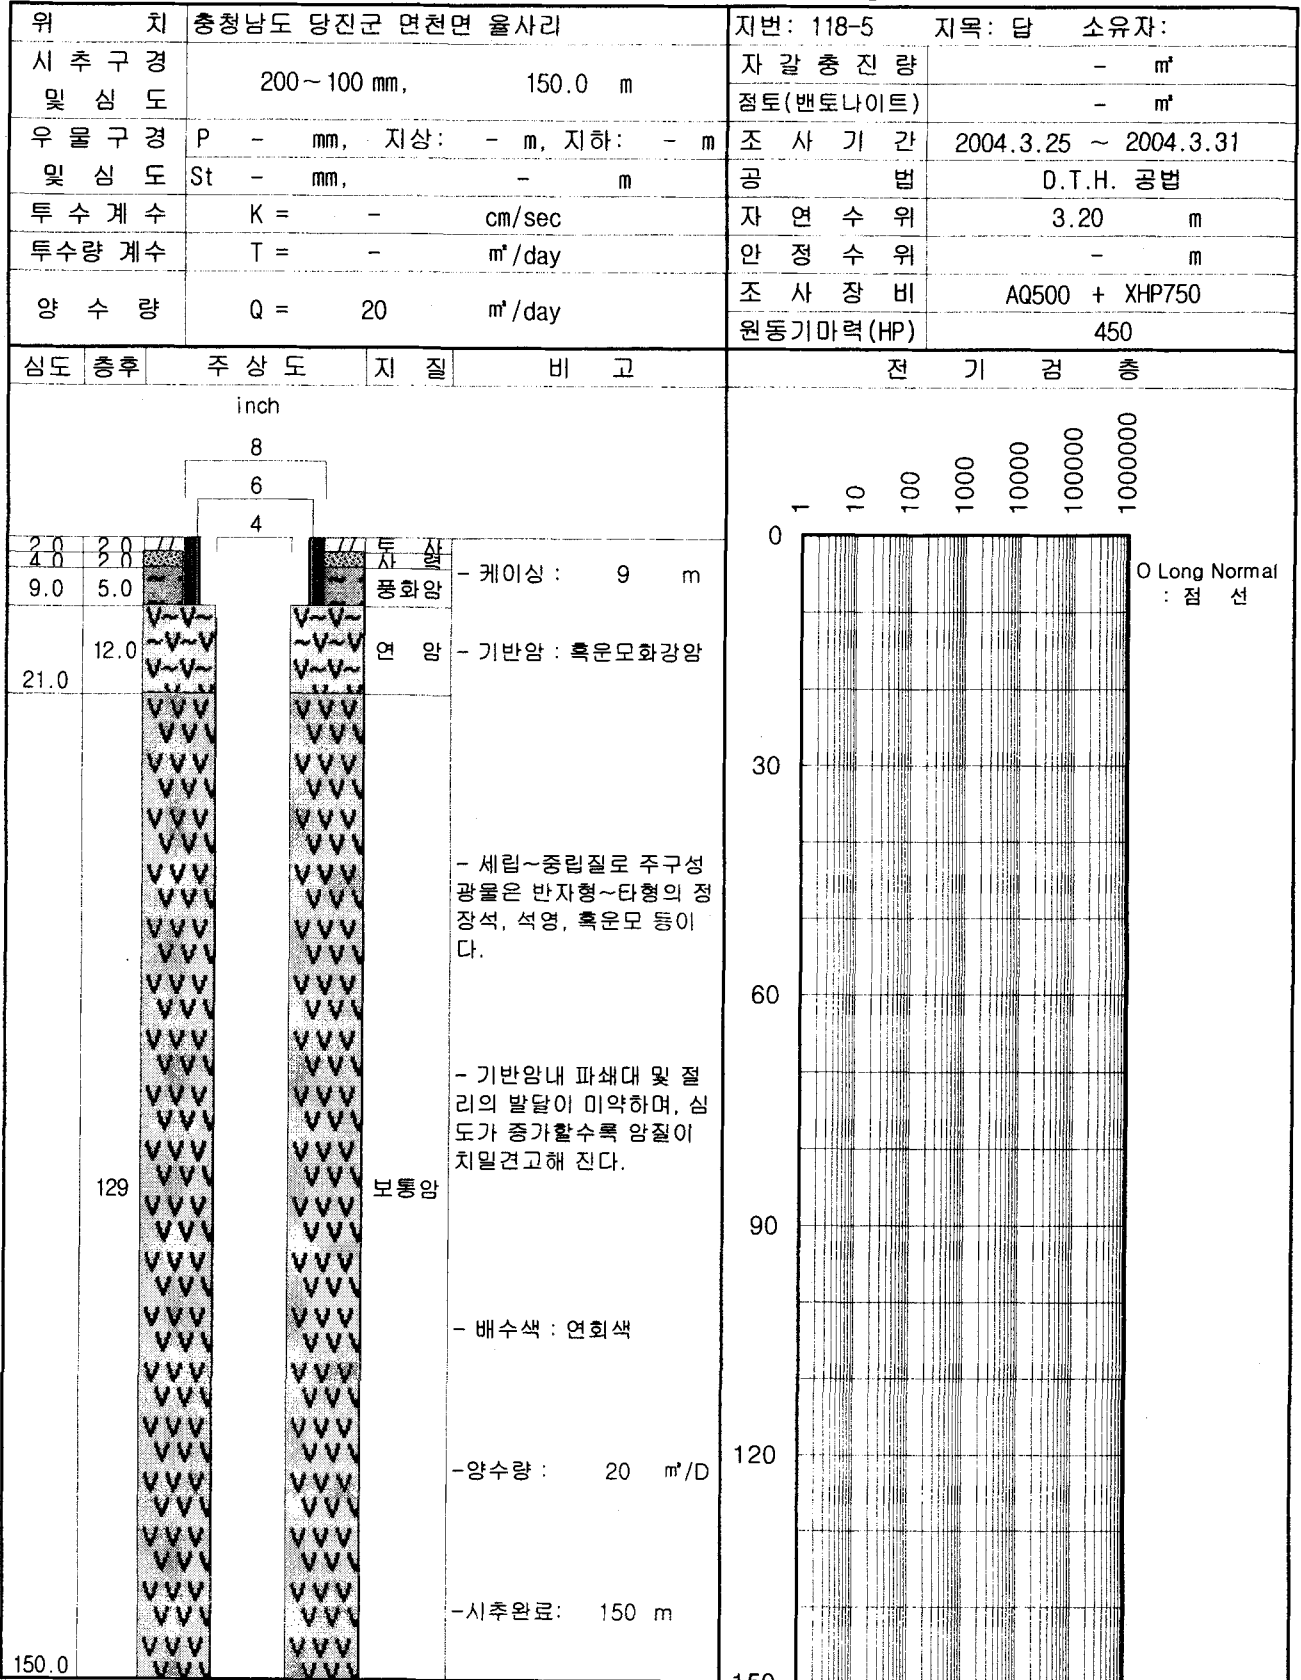 위 치 충청남도 당진군 면천면 율사리
지번: 118-5 지목: 답 소유자:
시 추 구 경 및 심 도 200~100 mm, 150.0 m
자 갈 충 진 량 - ㎥
점토(밴토나이트) - ㎥
우 물 구 경 및 심 도 P - mm, 지상: - m, 지하: - m
St - mm, - m
조 사 기 간 2004.3.25 ~ 2004.3.31
공 법 D.T.H. 공법
투 수 계 수 K = - cm/sec
자 연 수 위 3.20 m
투수량 계수 T = - ㎡/day
안 정 수 위 - m
양 수 량 Q = 20 ㎥/day
조 사 장 비 AQ500 + XHP750
원동기마력(HP) 450
심도 층후 주 상 도 지 질 비 고
전 기 검 층
inch
8
6
4
2.0 2.0 토 사
4.0 2.0 사 력
9.0 5.0 풍화암
- 케이싱 : 9 m
12.0 연 암
21.0
- 기반암 : 흑운모화강암
- 세립~중립질로 주구성
광물은 반자형~타형의 정
장석, 석영, 흑운모 등이
다.
- 기반암내 파쇄대 및 절
리의 발달이 미약하며, 심
도가 증가할수록 암질이
치밀견고해 진다.
129 보통암
- 배수색 : 연회색
-양수량 : 20 ㎥/D
-시추완료: 150 m
150.0
1 10 100 1000 10000 100000 1000000
0
30
60
90
120
150
O Long Normal
: 점 선